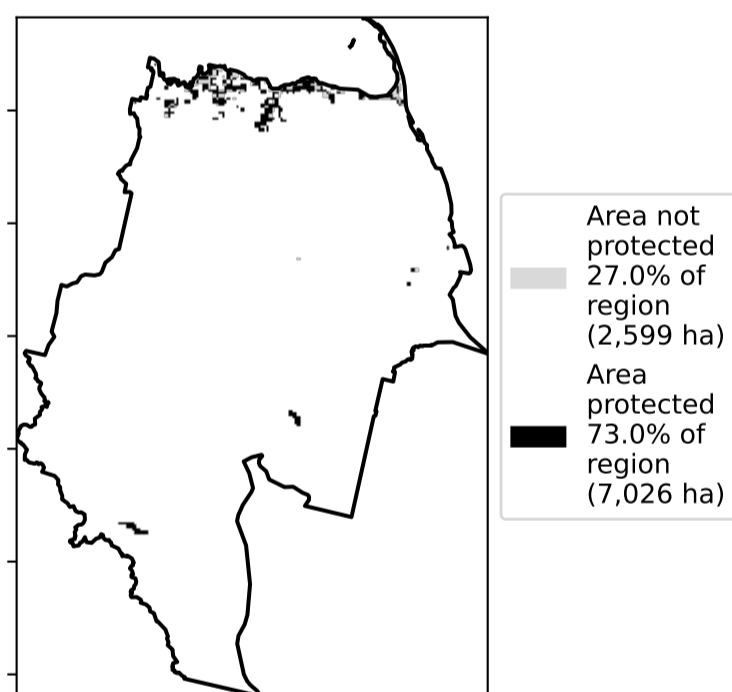 Area not
protected
27.0% of
region
(2,599 ha)
Area
protected
73.0% of
region
(7,026 ha)